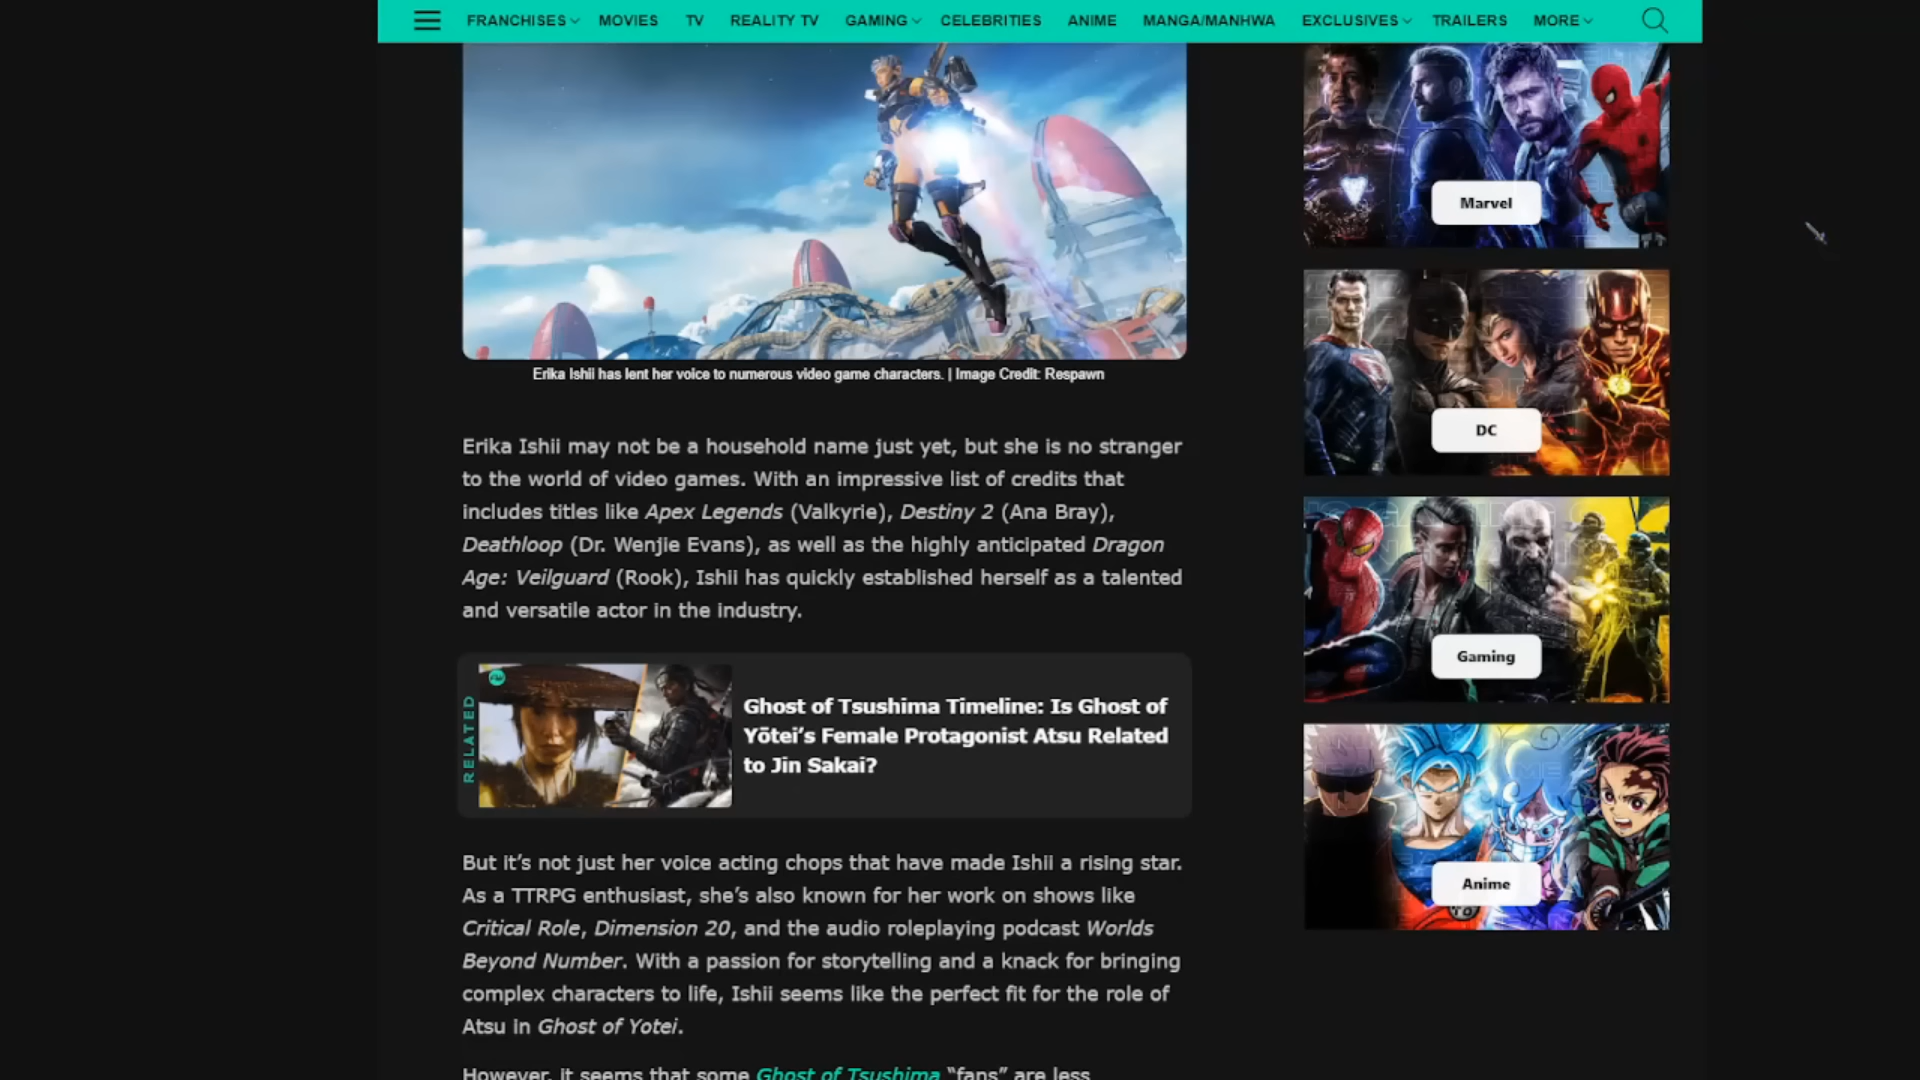 FRANCHISES MOVIES TV REALITY TV GAMING CELEBRITIES ANIME MANGA/MANHWA EXCLUSIVES TRAILERS MORE
Erika Ishii has lent her voice to numerous video game characters. | Image Credit: Respawn
Erika Ishii may not be a household name just yet, but she is no stranger
to the world of video games. With an impressive list of credits that
includes titles like Apex Legends (Valkyrie), Destiny 2 (Ana Bray),
Deathloop (Dr. Wenjie Evans), as well as the highly anticipated Dragon
Age: Veilguard (Rook), Ishii has quickly established herself as a talented
and versatile actor in the industry.
RELATED
Ghost of Tsushima Timeline: Is Ghost of
Yōtei’s Female Protagonist Atsu Related
to Jin Sakai?
But it’s not just her voice acting chops that have made Ishii a rising star.
As a TTRPG enthusiast, she’s also known for her work on shows like
Critical Role, Dimension 20, and the audio roleplaying podcast Worlds
Beyond Number. With a passion for storytelling and a knack for bringing
complex characters to life, Ishii seems like the perfect fit for the role of
Atsu in Ghost of Yotei.
However, it seems that some Ghost of Tsushima “fans” are less
Marvel
DC
Gaming
Anime